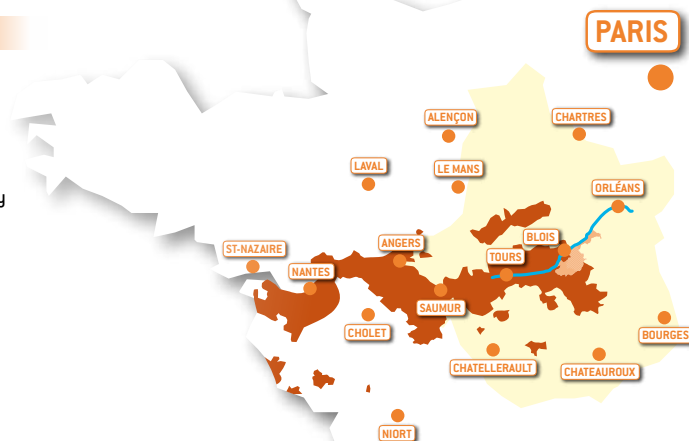 PARIS
ALENÇON
CHARTRES
LAVAL
LE MANS
ORLÉANS
y
BLOIS
ANGERS
ST-NAZAIRE
TOURS
NANTES
SAUMUR
CHOLET
BOURGES
CHATELLERAULT
CHATEAUROUX
NIORT